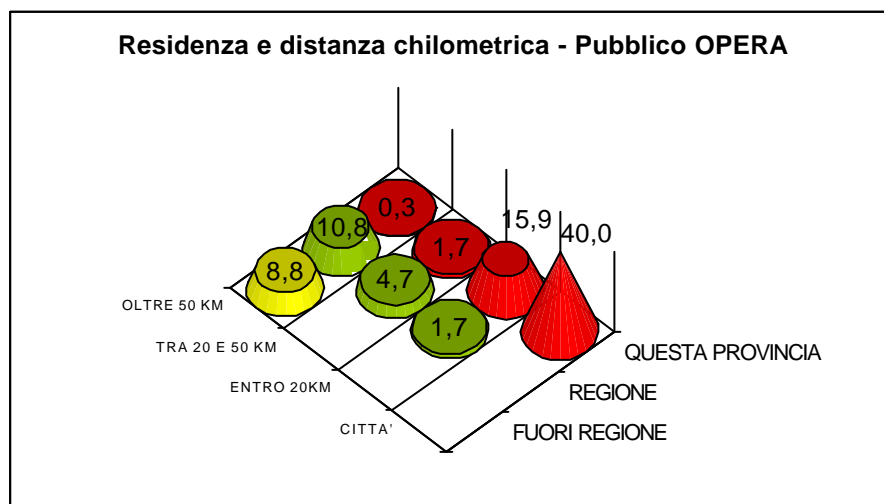 Residenza e distanza chilometrica - Pubblico OPERA
0,3
15,9
10,8
1,7
40,0
8,8
4,7
1,7
OLTRE 50 KM
TRA 20 E 50 KM
ENTRO 20KM
CITTA'
QUESTA PROVINCIA
REGIONE
FUORI REGIONE